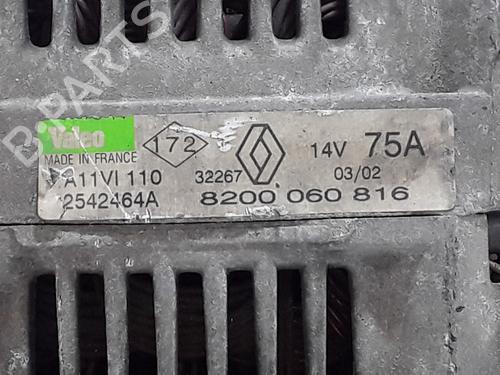 Valeo
MADE IN FRANCE
172
A11VI 110
2542464A
32267
14V 75A
03/02
8200 060 816
B-PARTS